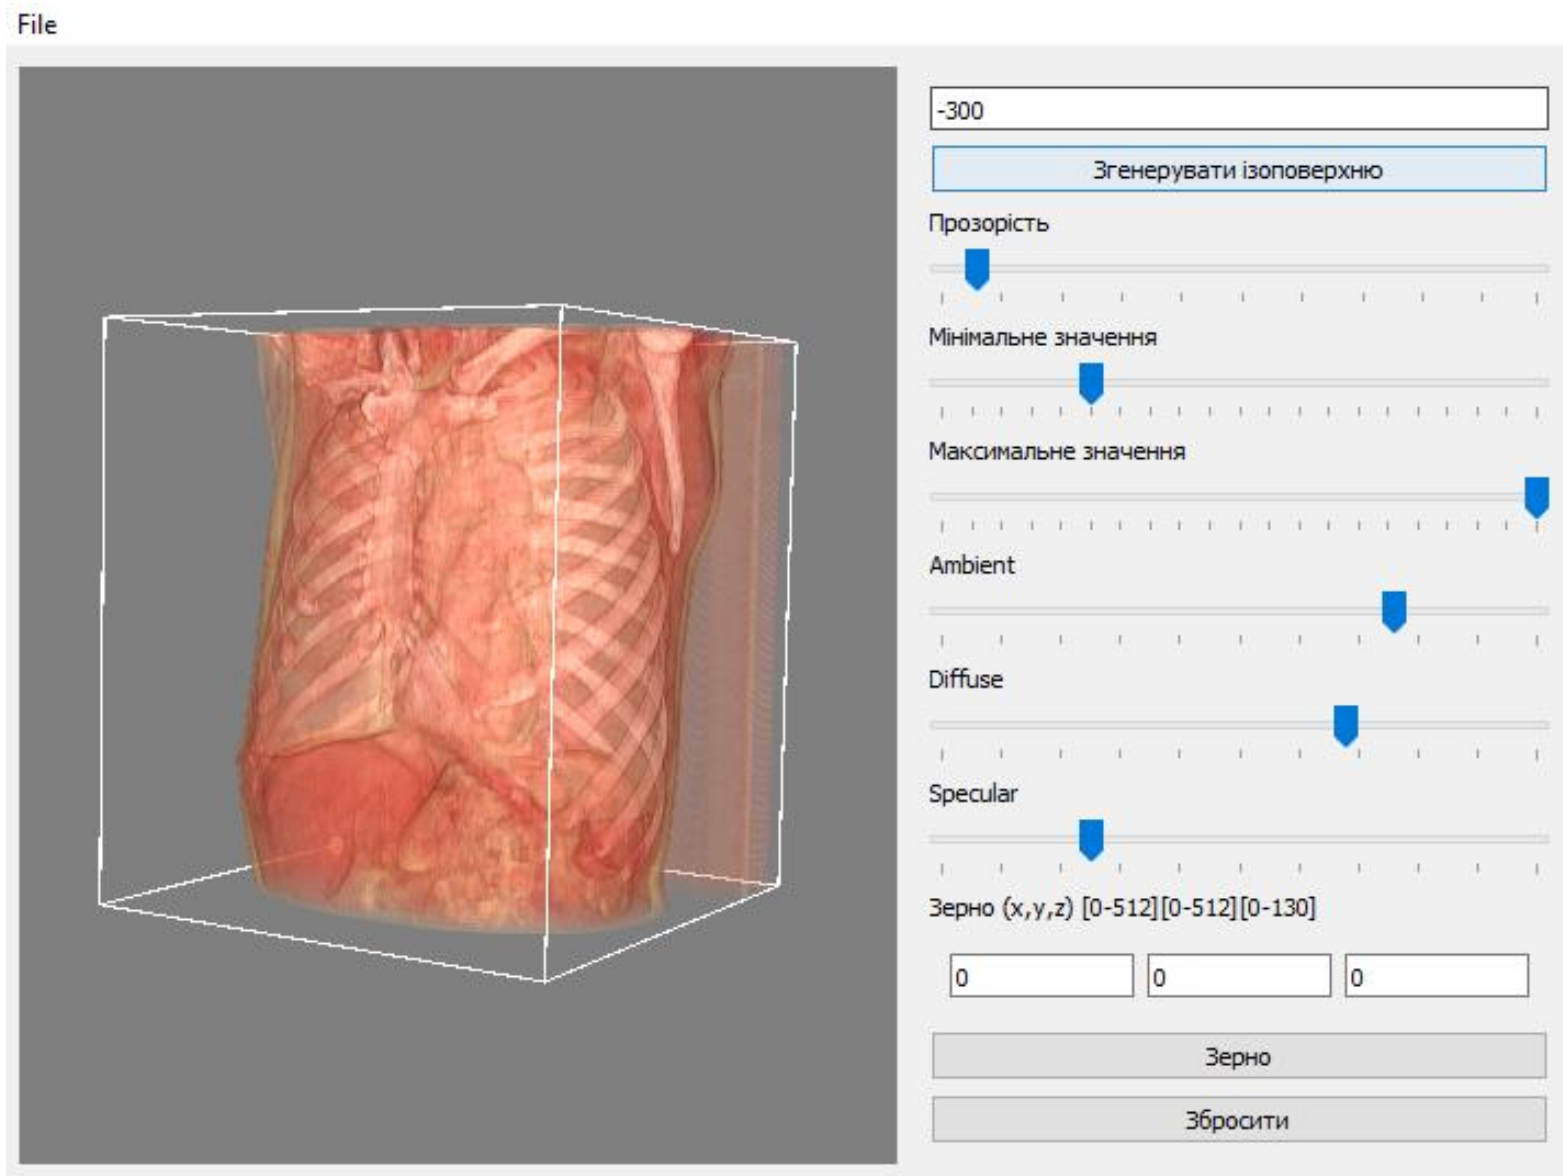 File
-300
Згенерувати ізоповерхню
Прозорість
Мінімальне значення
Максимальне значення
Ambient
Diffuse
Specular
Зерно (x,y,z) [0-512][0-512][0-130]
0 0 0
Зерно
Збросити